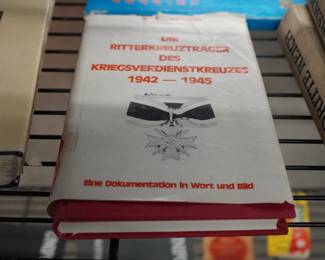 DIE
RITTERKREUZTRÄGER
DES
KRIEGSVERDIENSTKREUZES
1942 — 1945
Eine Dokumentation in Wort und Bild